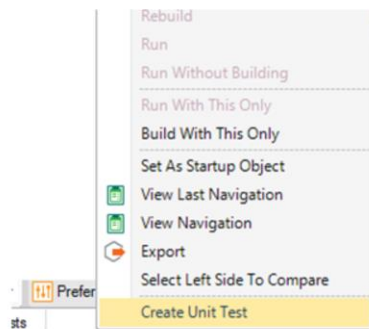 Rebuild
Run
Run Without Building
Run With This Only
Build With This Only
Set As Startup Object
View Last Navigation
View Navigation
Export
Select Left Side To Compare
Prefer
Create Unit Test
sts